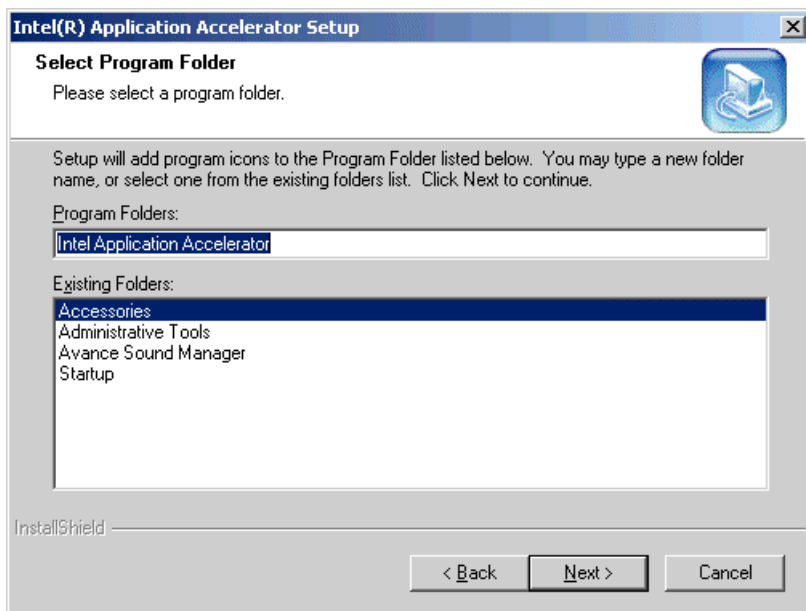 Intel(R) Application Accelerator Setup
Select Program Folder
Please select a program folder.
Setup will add program icons to the Program Folder listed below. You may type a new folder
name, or select one from the existing folders list. Click Next to continue.
Program Folders:
Intel Application Accelerator
Existing Folders:
Accessories
Administrative Tools
Avance Sound Manager
Startup
InstallShield
< Back
Next >
Cancel